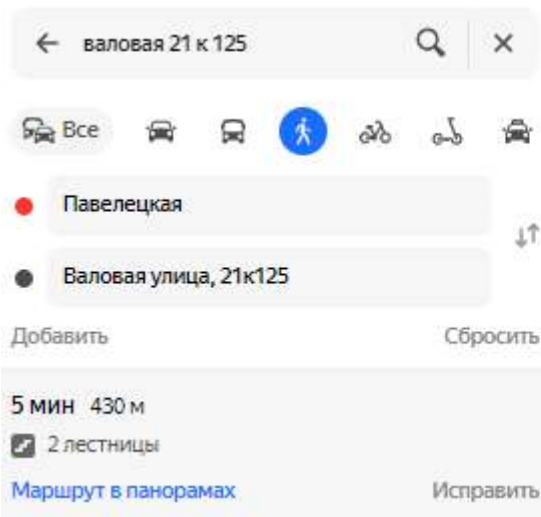 валовая 21 к 125
Все
Павелецкая
Валовая улица, 21к125
Добавить Сбросить
5 мин 430 м
2 лестницы
Маршрут в панорамах Исправить